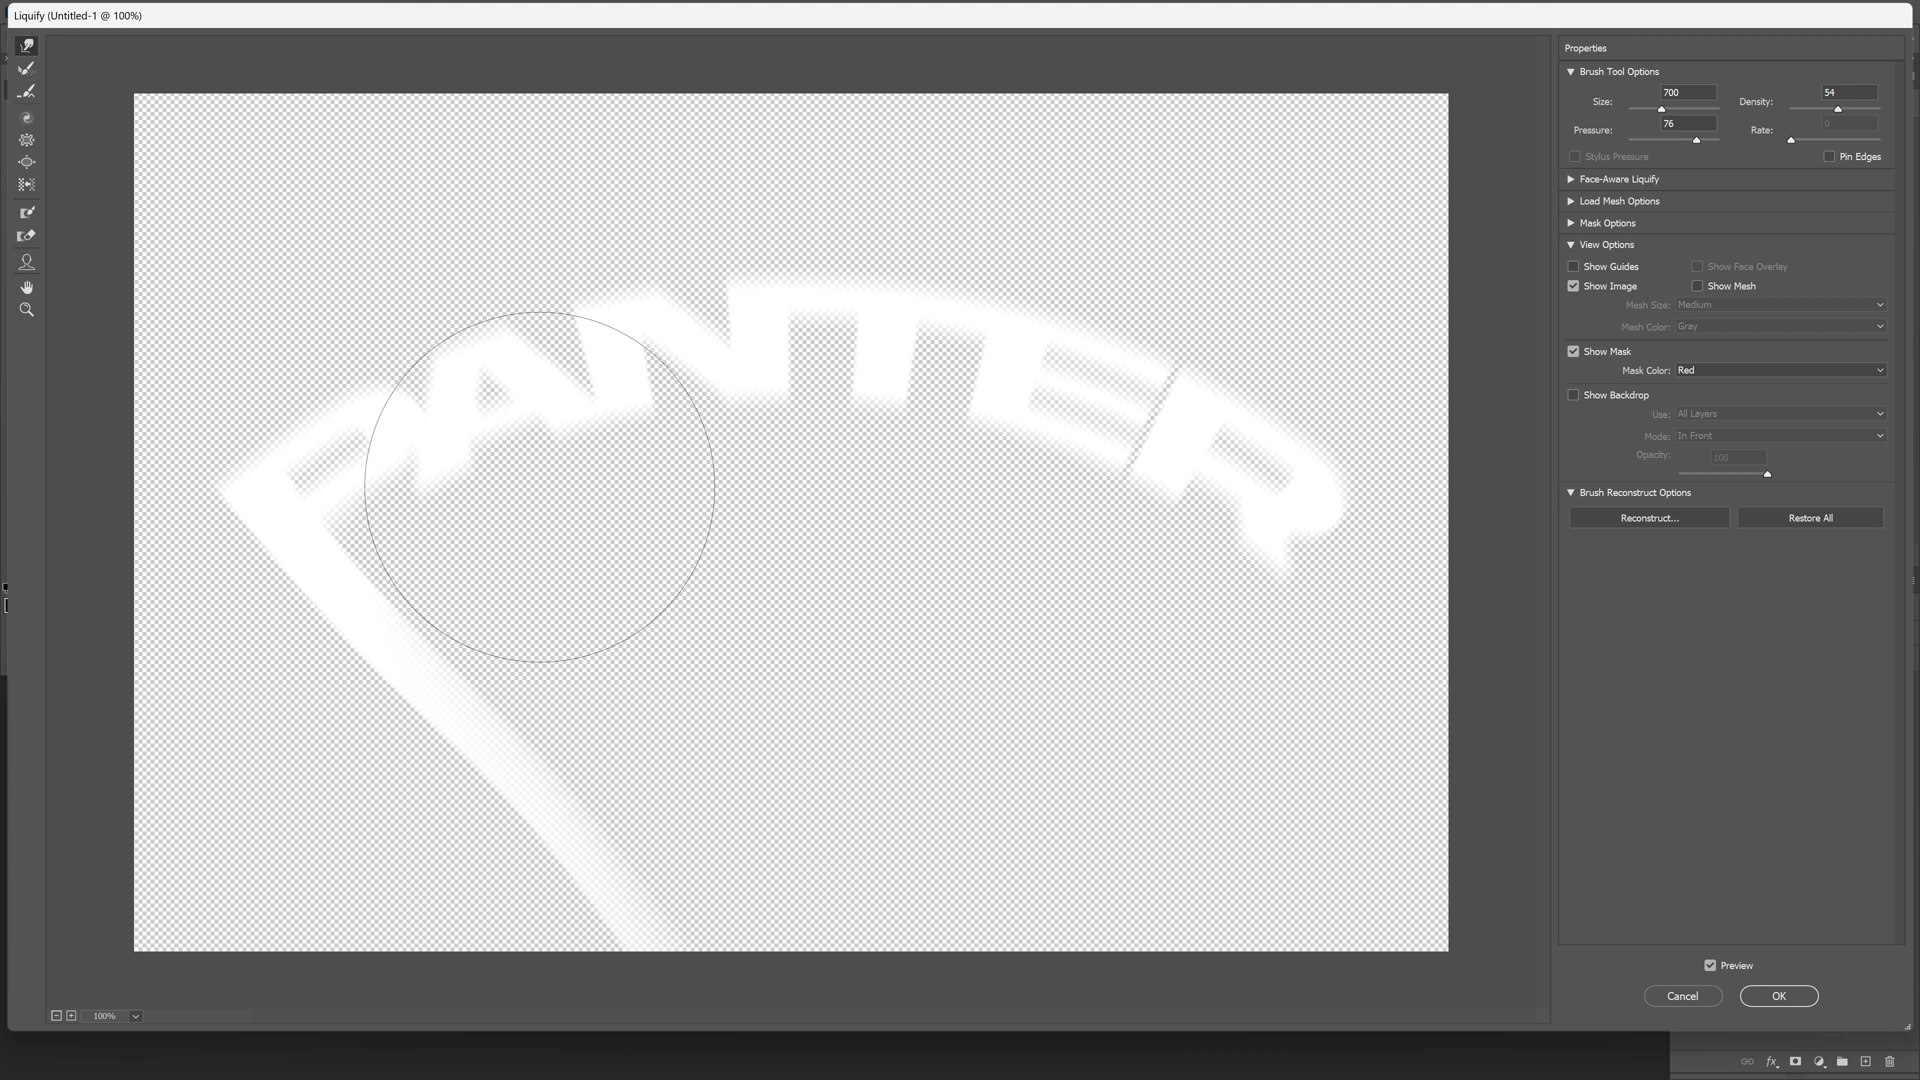 Liquify (Untitled-1 @ 100%)
Properties
Brush Tool Options
Size: 700 Density: 54
Pressure: 76 Rate: 0
Stylus Pressure Pin Edges
Face-Aware Liquify
Load Mesh Options
Mask Options
View Options
Show Guides Show Face Overlay
Show Image Show Mesh
Mesh Size: Medium
Mesh Color: Gray
Show Mask
Mask Color: Red
Show Backdrop
Use: All Layers
Mode: In Front
Opacity: 100
Brush Reconstruct Options
Reconstruct... Restore All
PANTER
Preview
Cancel OK
100%
fx